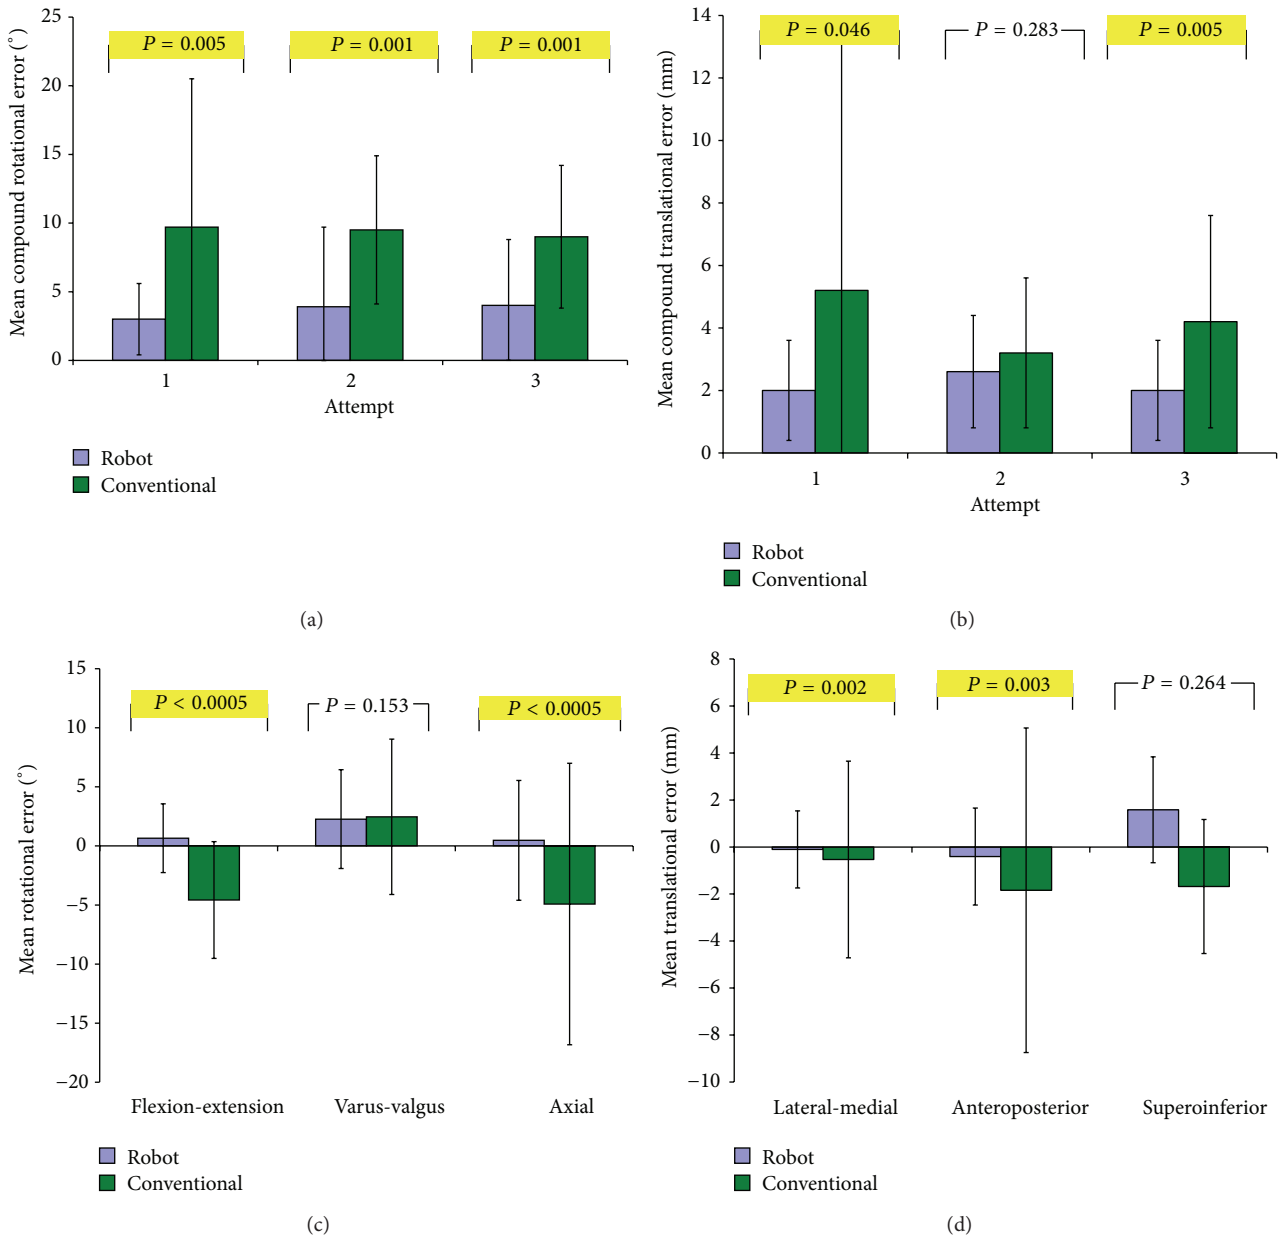 Mean compound rotational error (°)
25
20
15
10
5
0
P = 0.005
P = 0.001
P = 0.001
1
2
3
Attempt
Robot
Conventional
(a)
Mean compound translational error (mm)
14
12
10
8
6
4
2
0
P = 0.046
P = 0.283
P = 0.005
1
2
3
Attempt
Robot
Conventional
(b)
Mean rotational error (°)
15
10
5
0
−5
−10
−15
−20
P < 0.0005
P = 0.153
P < 0.0005
Flexion-extension
Varus-valgus
Axial
Robot
Conventional
(c)
Mean translational error (mm)
8
6
4
2
0
−2
−4
−6
−8
−10
P = 0.002
P = 0.003
P = 0.264
Lateral-medial
Anteroposterior
Superoinferior
Robot
Conventional
(d)